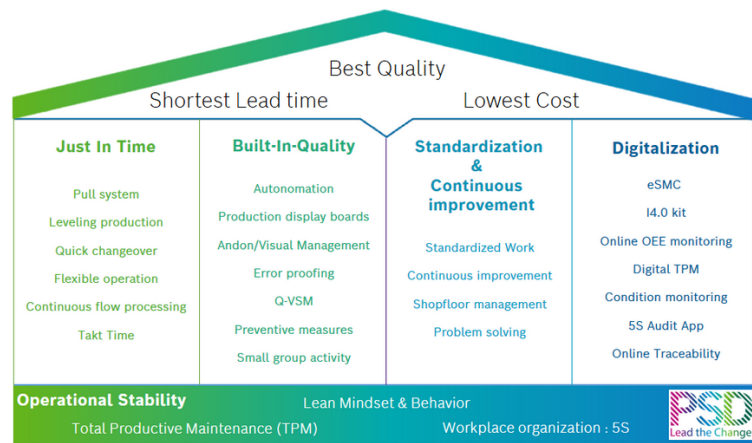 Best Quality
Shortest Lead time
Lowest Cost
Just In Time
Pull system
Leveling production
Quick changeover
Flexible operation
Continuous flow processing
Takt Time
Built-In-Quality
Autonomation
Production display boards
Andon/Visual Management
Error proofing
Q-VSM
Preventive measures
Small group activity
Standardization
&
Continuous
improvement
Standardized Work
Continuous improvement
Shopfloor management
Problem solving
Digitalization
eSMC
I4.0 kit
Online OEE monitoring
Digital TPM
Condition monitoring
5S Audit App
Online Traceability
Operational Stability
Lean Mindset & Behavior
Total Productive Maintenance (TPM)
Workplace organization : 5S
PSD
Lead the Change